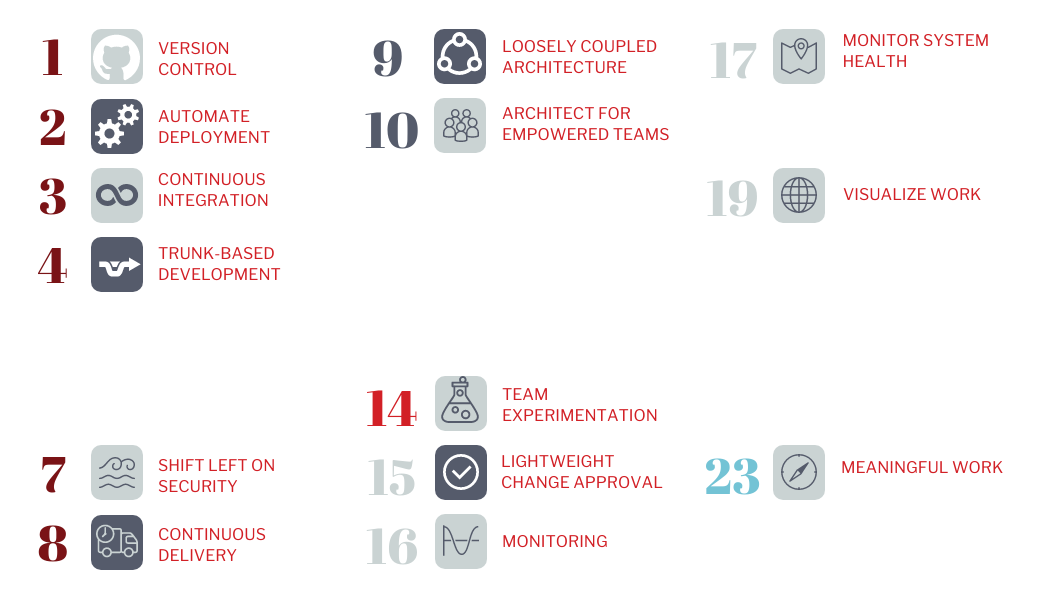 1
VERSION
CONTROL
2
AUTOMATE
DEPLOYMENT
3
CONTINUOUS
INTEGRATION
4
TRUNK-BASED
DEVELOPMENT
7
SHIFT LEFT ON
SECURITY
8
CONTINUOUS
DELIVERY
9
LOOSELY COUPLED
ARCHITECTURE
10
ARCHITECT FOR
EMPOWERED TEAMS
14
TEAM
EXPERIMENTATION
15
LIGHTWEIGHT
CHANGE APPROVAL
16
MONITORING
17
MONITOR SYSTEM
HEALTH
19
VISUALIZE WORK
23
MEANINGFUL WORK